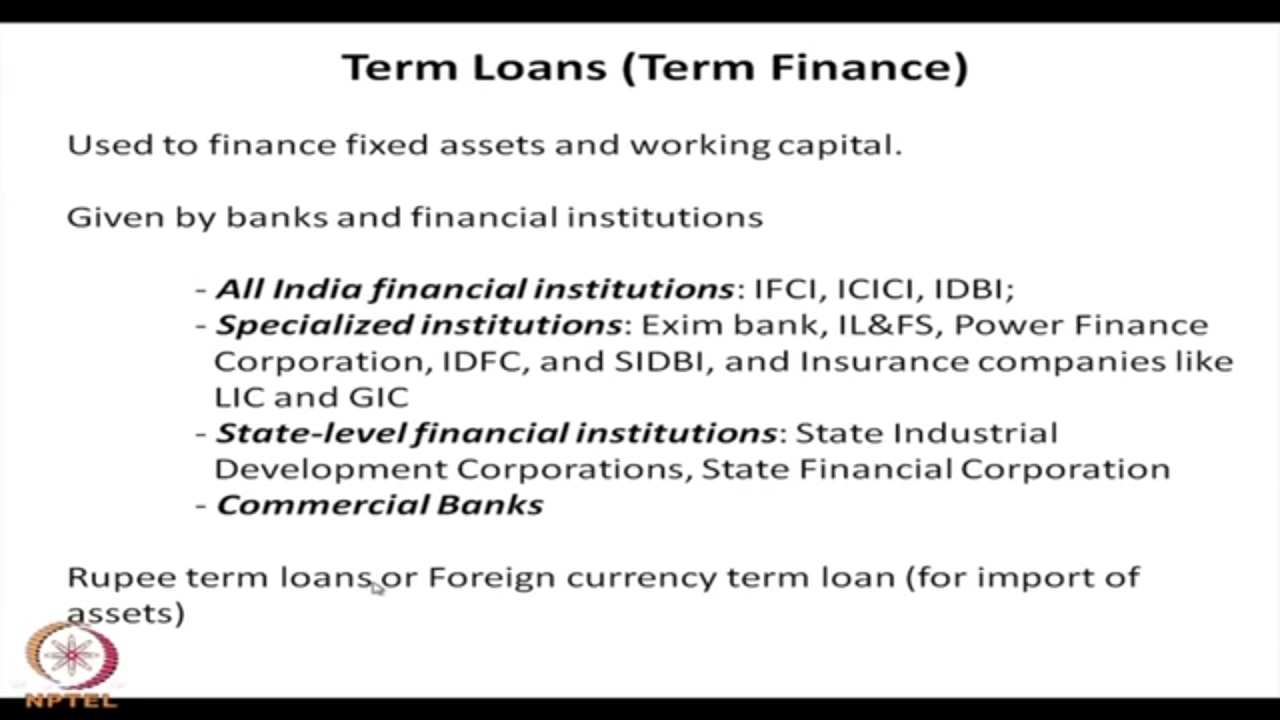 Term Loans (Term Finance)
Used to finance fixed assets and working capital.
Given by banks and financial institutions
- All India financial institutions: IFCI, ICICI, IDBI;
- Specialized institutions: Exim bank, IL&FS, Power Finance
Corporation, IDFC, and SIDBI, and Insurance companies like
LIC and GIC
- State-level financial institutions: State Industrial
Development Corporations, State Financial Corporation
- Commercial Banks
Rupee term loans or Foreign currency term loan (for import of
assets)
NPTEL